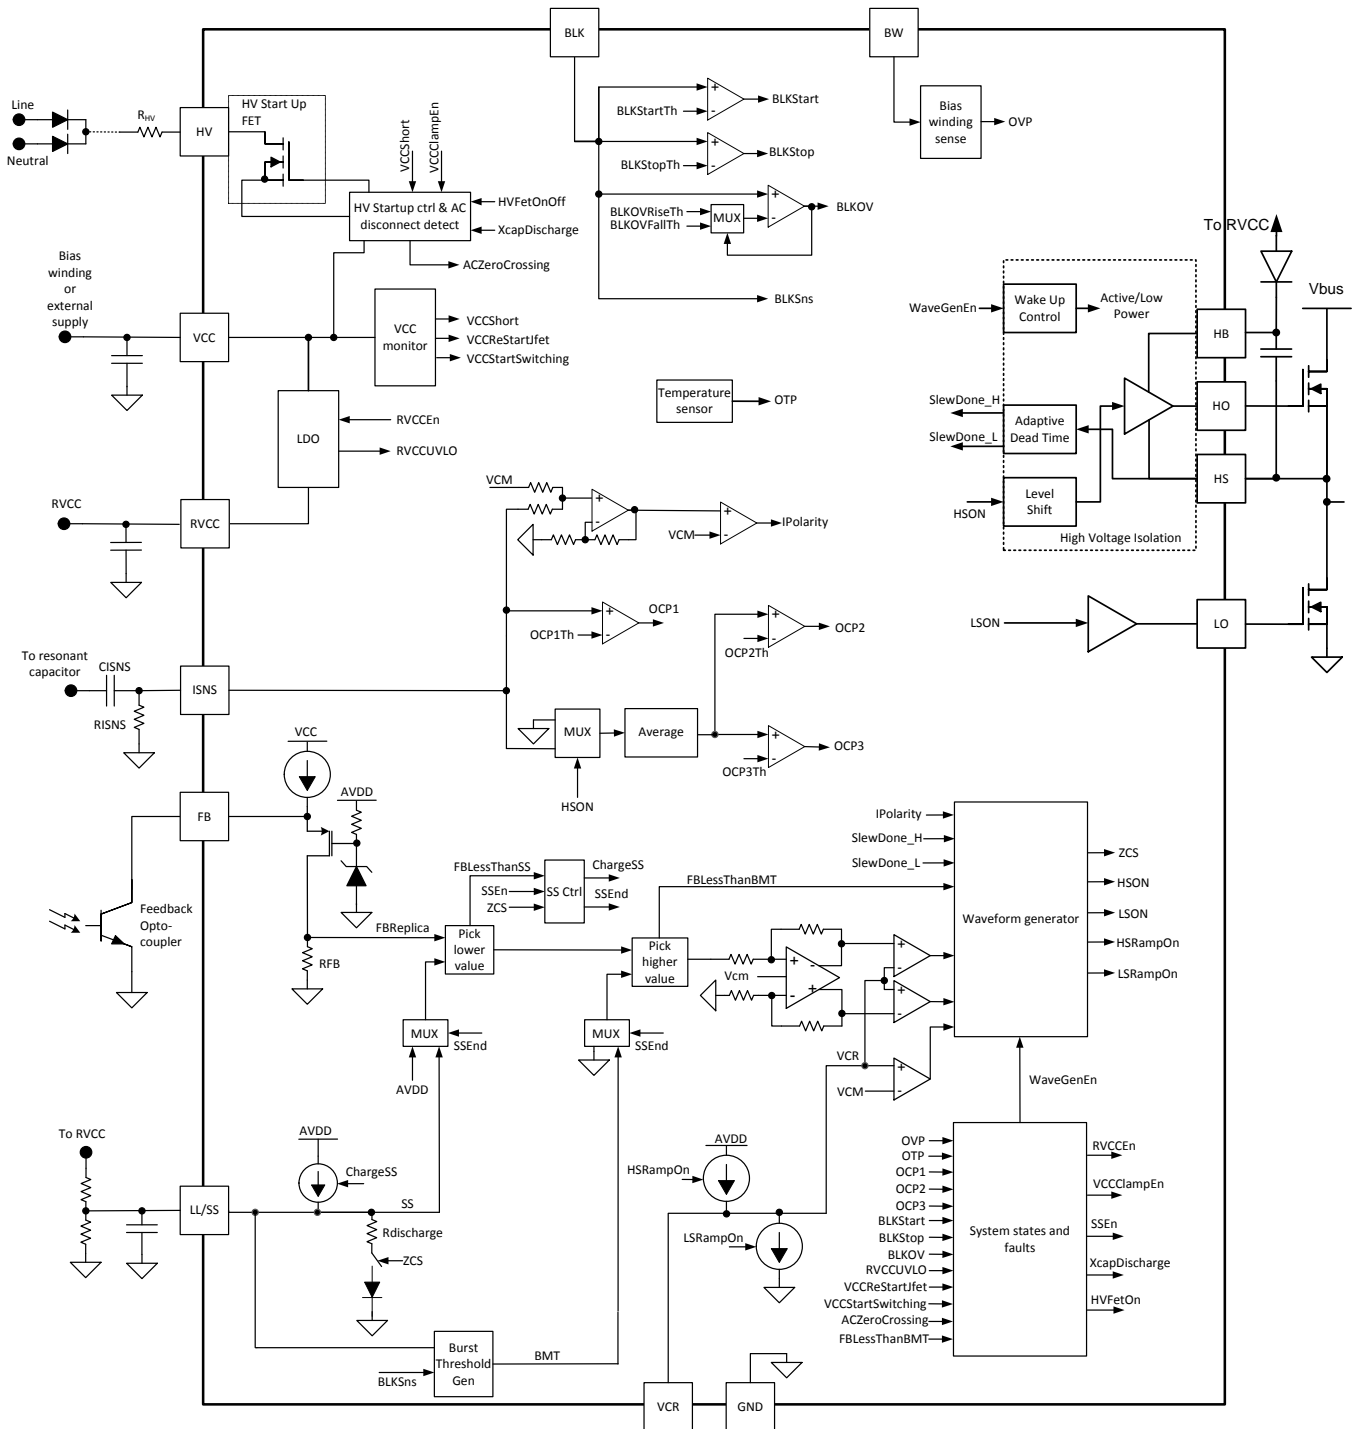 BLK
BW
Line
Neutral
RHV
HV
HV Start Up
FET
VCCShort
VCCClampEn
HV Startup ctrl & AC
disconnect detect
HVFetOnOff
XcapDischarge
ACZeroCrossing
BLKStartTh
BLKStart
BLKStopTh
BLKStop
BLKOVRiseTh
BLKOVFallTh
MUX
BLKOV
BLKSns
Bias
winding
sense
OVP
Bias
winding
or
external
supply
VCC
VCC
monitor
VCCShort
VCCReStartJfet
VCCStartSwitching
LDO
RVCCEn
RVCCUVLO
RVCC
RVCC
Temperature
sensor
OTP
To RVCC
Vbus
WaveGenEn
Wake Up
Control
Active/Low
Power
HB
SlewDone_H
SlewDone_L
Adaptive
Dead Time
HO
HS
HSON
Level
Shift
High Voltage Isolation
LSON
LO
VCM
VCM
IPolarity
OCP1Th
OCP1
OCP2Th
OCP2
To resonant
capacitor
CISNS
RISNS
ISNS
MUX
HSON
Average
OCP3Th
OCP3
VCC
AVDD
FB
Feedback
Opto-
coupler
RFB
FBReplica
FBLessThanSS
SSEn
ZCS
SS Ctrl
ChargeSS
SSEnd
Pick
lower
value
MUX
SSEnd
AVDD
FBLessThanBMT
Pick
higher
value
MUX
SSEnd
Vcm
VCR
VCM
IPolarity
SlewDone_H
SlewDone_L
Waveform generator
ZCS
HSON
LSON
HSRampOn
LSRampOn
WaveGenEn
To RVCC
LL/SS
AVDD
ChargeSS
SS
Rdischarge
ZCS
Burst
Threshold
Gen
BLKSns
BMT
AVDD
HSRampOn
LSRampOn
VCR
GND
OVP
OTP
OCP1
OCP2
OCP3
BLKStart
BLKStop
BLKOV
RVCCUVLO
VCCReStartJfet
VCCStartSwitching
ACZeroCrossing
FBLessThanBMT
System states and
faults
RVCCEn
VCCClampEn
SSEn
XcapDischarge
HVFetOn